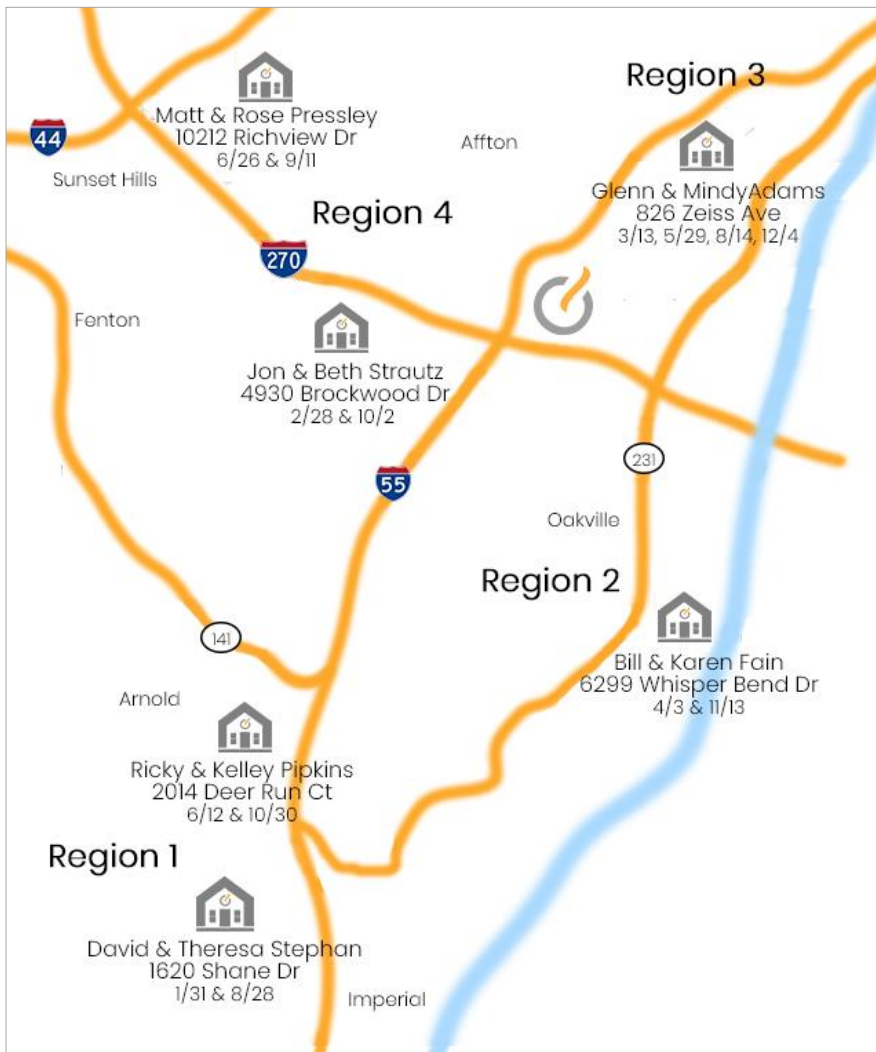 Region 3
44
Matt & Rose Pressley
10212 Richview Dr
6/26 & 9/11
Affton
Sunset Hills
Glenn & MindyAdams
826 Zeiss Ave
3/13, 5/29, 8/14, 12/4
Region 4
270
Fenton
Jon & Beth Strautz
4930 Brockwood Dr
2/28 & 10/2
231
55
Oakville
Region 2
141
Bill & Karen Fain
6299 Whisper Bend Dr
4/3 & 11/13
Arnold
Ricky & Kelley Pipkins
2014 Deer Run Ct
6/12 & 10/30
Region 1
David & Theresa Stephan
1620 Shane Dr
1/31 & 8/28
Imperial